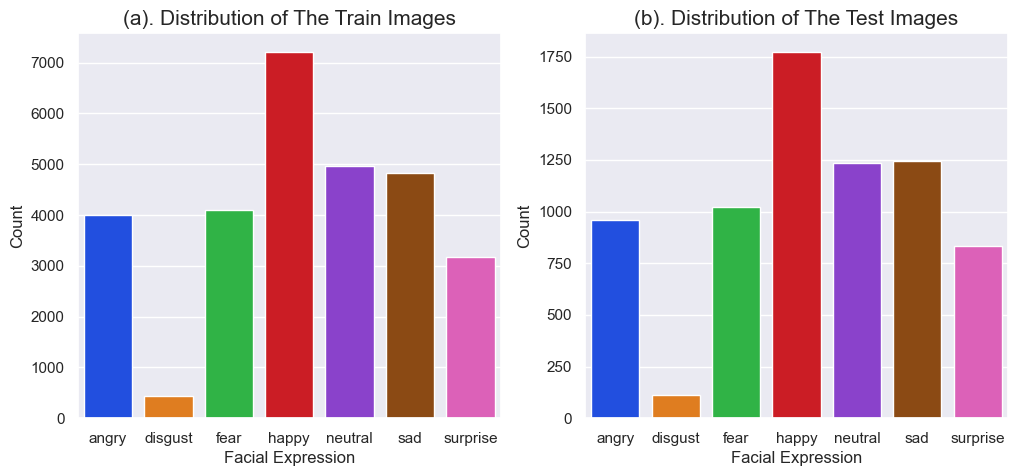 (a). Distribution of The Train Images
7000
6000
5000
4000
3000
2000
1000
0
Count
angry disgust fear happy neutral sad surprise
Facial Expression
(b). Distribution of The Test Images
1750
1500
1250
1000
750
500
250
0
Count
angry disgust fear happy neutral sad surprise
Facial Expression